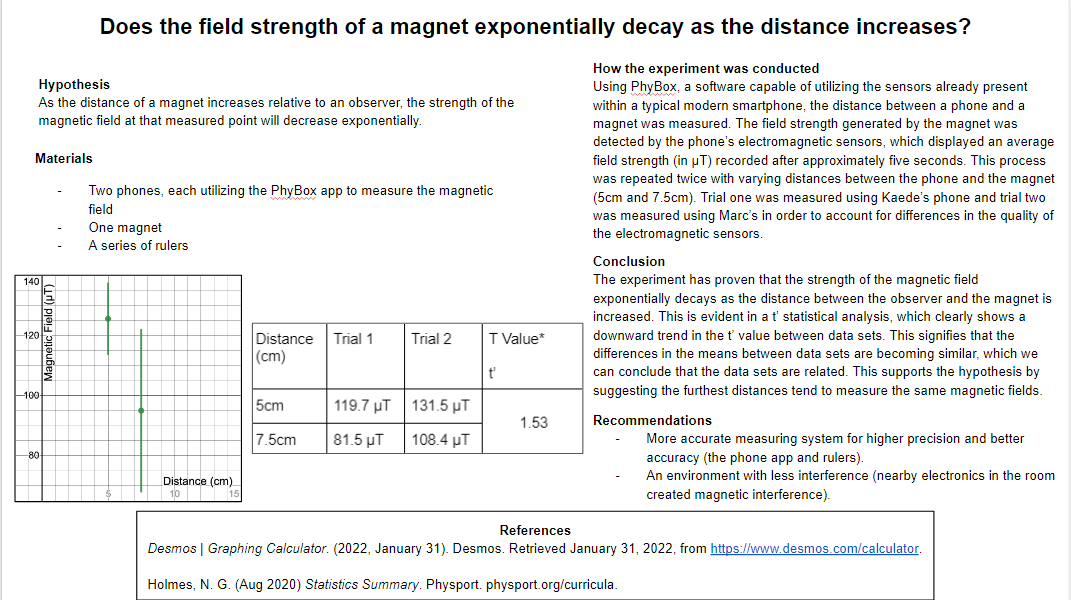 Does the field strength of a magnet exponentially decay as the distance increases?
Hypothesis
As the distance of a magnet increases relative to an observer, the strength of the
magnetic field at that measured point will decrease exponentially.
Materials
- Two phones, each utilizing the PhyBox app to measure the magnetic
field
- One magnet
- A series of rulers
140
120
100
80
Magnetic Field (μT)
Distance (cm)
5
10
15
Distance (cm) Trial 1 Trial 2 T Value* t'
5cm 119.7 μT 131.5 μT 1.53
7.5cm 81.5 μT 108.4 μT
How the experiment was conducted
Using PhyBox, a software capable of utilizing the sensors already present
within a typical modern smartphone, the distance between a phone and a
magnet was measured. The field strength generated by the magnet was
detected by the phone's electromagnetic sensors, which displayed an average
field strength (in μT) recorded after approximately five seconds. This process
was repeated twice with varying distances between the phone and the magnet
(5cm and 7.5cm). Trial one was measured using Kaede's phone and trial two
was measured using Marc's in order to account for differences in the quality of
the electromagnetic sensors.
Conclusion
The experiment has proven that the strength of the magnetic field
exponentially decays as the distance between the observer and the magnet is
increased. This is evident in a t' statistical analysis, which clearly shows a
downward trend in the t' value between data sets. This signifies that the
differences in the means between data sets are becoming similar, which we
can conclude that the data sets are related. This supports the hypothesis by
suggesting the furthest distances tend to measure the same magnetic fields.
Recommendations
- More accurate measuring system for higher precision and better
accuracy (the phone app and rulers).
- An environment with less interference (nearby electronics in the room
created magnetic interference).
References
Desmos | Graphing Calculator. (2022, January 31). Desmos. Retrieved January 31, 2022, from https://www.desmos.com/calculator.
Holmes, N. G. (Aug 2020) Statistics Summary. Physport. physport.org/curricula.